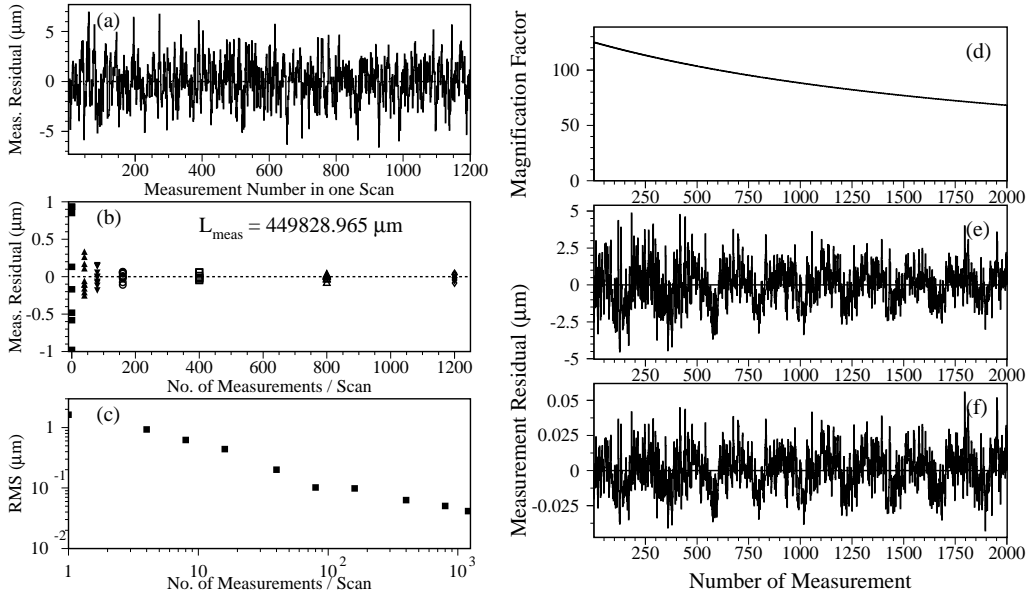 (a)
Meas. Residual (μm)
5
0
-5
200 400 600 800 1000 1200
Measurement Number in one Scan
(b)
L_meas = 449828.965 μm
Meas. Residual (μm)
1
0.5
0
-0.5
-1
0 200 400 600 800 1000 1200
No. of Measurements / Scan
(c)
RMS (μm)
1
10^-1
10^-2
1 10 10^2 10^3
No. of Measurements / Scan
(d)
Magnification Factor
100
50
0
250 500 750 1000 1250 1500 1750 2000
(e)
5
2.5
0
-2.5
-5
250 500 750 1000 1250 1500 1750 2000
Measurement Residual (μm)
(f)
0.05
0.025
0
-0.025
250 500 750 1000 1250 1500 1750 2000
Number of Measurement